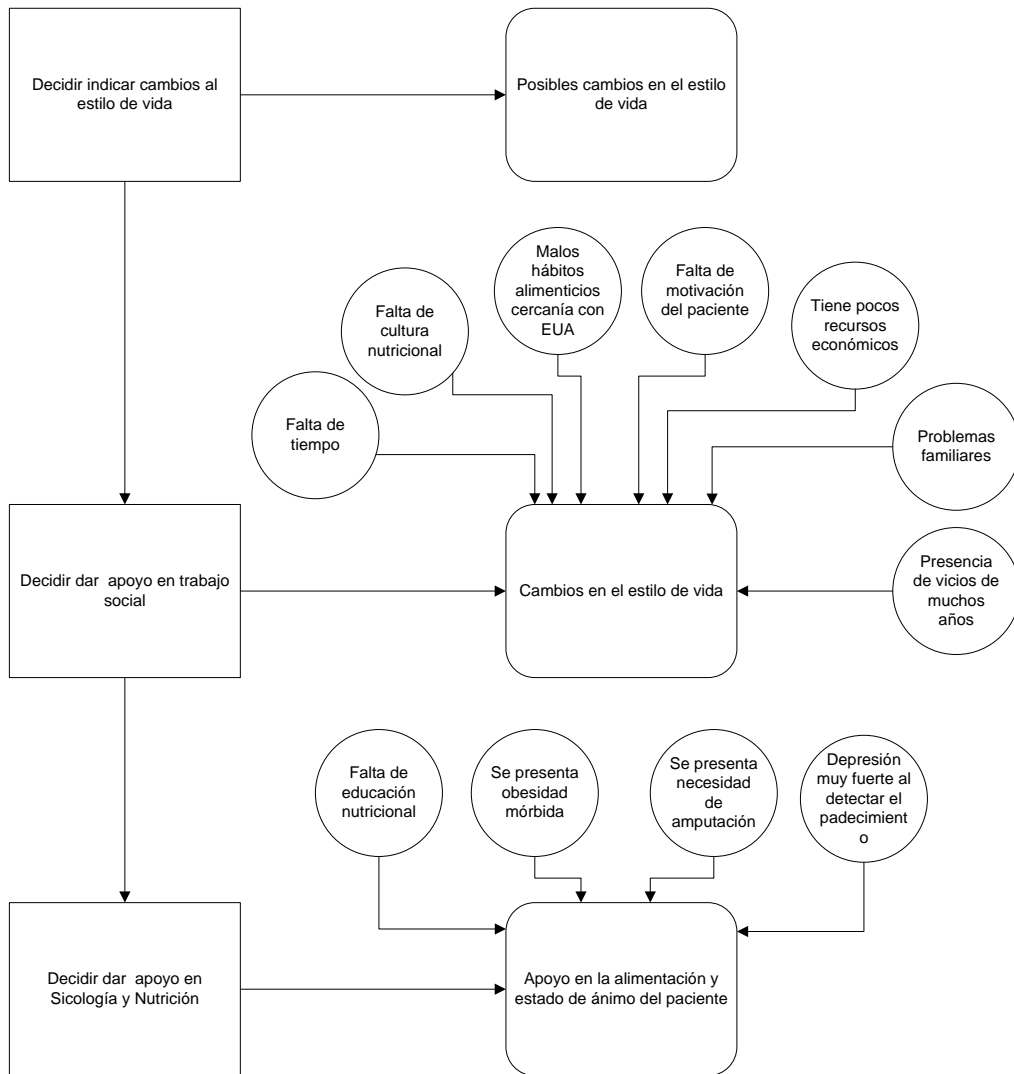 Decidir indicar cambios al
estilo de vida
Posibles cambios en el estilo
de vida
Malos
hábitos
alimenticios
cercanía con
EUA
Falta de
motivación
del paciente
Tiene pocos
recursos
económicos
Falta de
cultura
nutricional
Falta de
tiempo
Problemas
familiares
Decidir dar  apoyo en trabajo
social
Cambios en el estilo de vida
Presencia
de vicios de
muchos
años
Falta de
educación
nutricional
Se presenta
obesidad
mórbida
Se presenta
necesidad
de
amputación
Depresión
muy fuerte al
detectar el
padecimient
o
Decidir dar  apoyo en
Sicología y Nutrición
Apoyo en la alimentación y
estado de ánimo del paciente